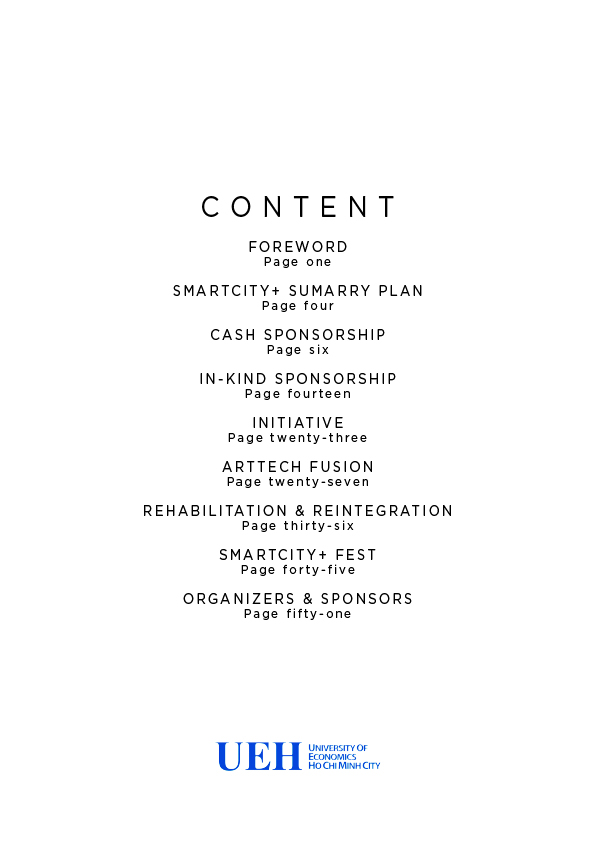 CONTENT
FOREWORD
Page one
SMARTCITY+ SUMARRY PLAN
Page four
CASH SPONSORSHIP
Page six
IN-KIND SPONSORSHIP
Page fourteen
INITIATIVE
Page twenty-three
ARTTECH FUSION
Page twenty-seven
REHABILITATION & REINTEGRATION
Page thirty-six
SMARTCITY+ FEST
Page forty-five
ORGANIZERS & SPONSORS
Page fifty-one
UEH
UNIVERSITY OF
ECONOMICS
HO CHI MINH CITY